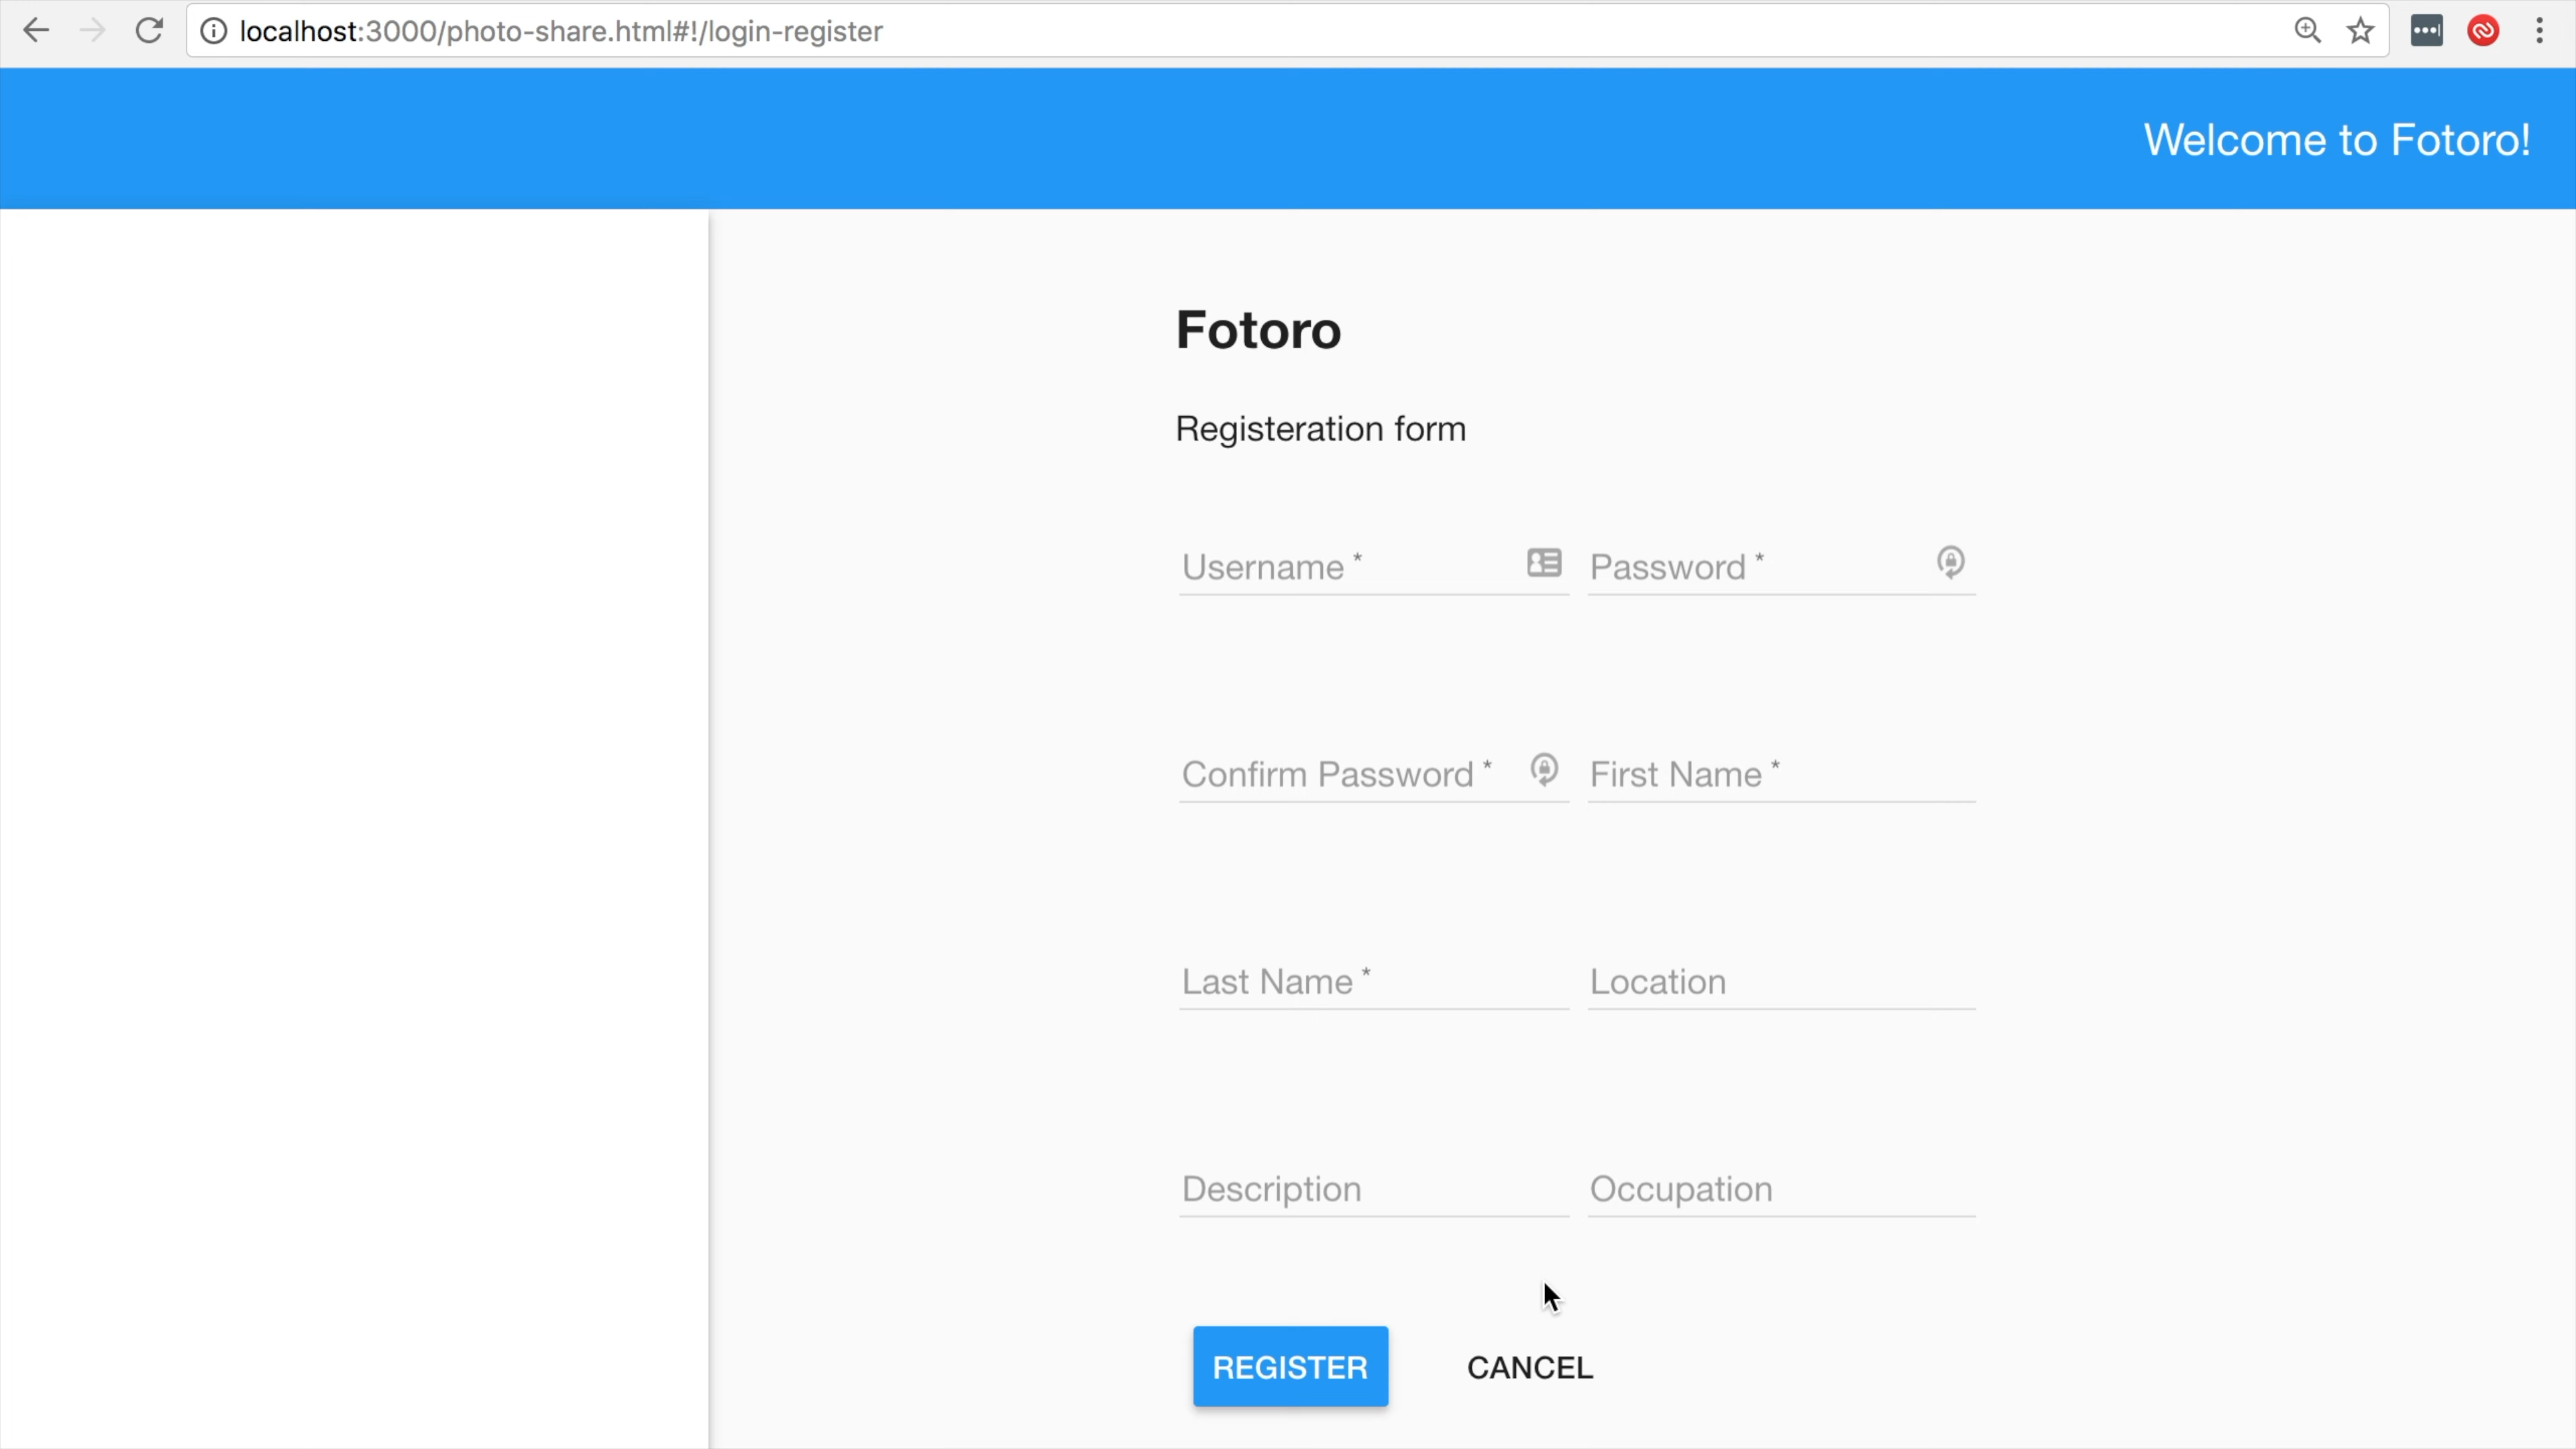 localhost:3000/photo-share.html#!/login-register
Welcome to Fotoro!
Fotoro
Registeration form
Username *
Password *
Confirm Password *
First Name *
Last Name *
Location
Description
Occupation
REGISTER
CANCEL